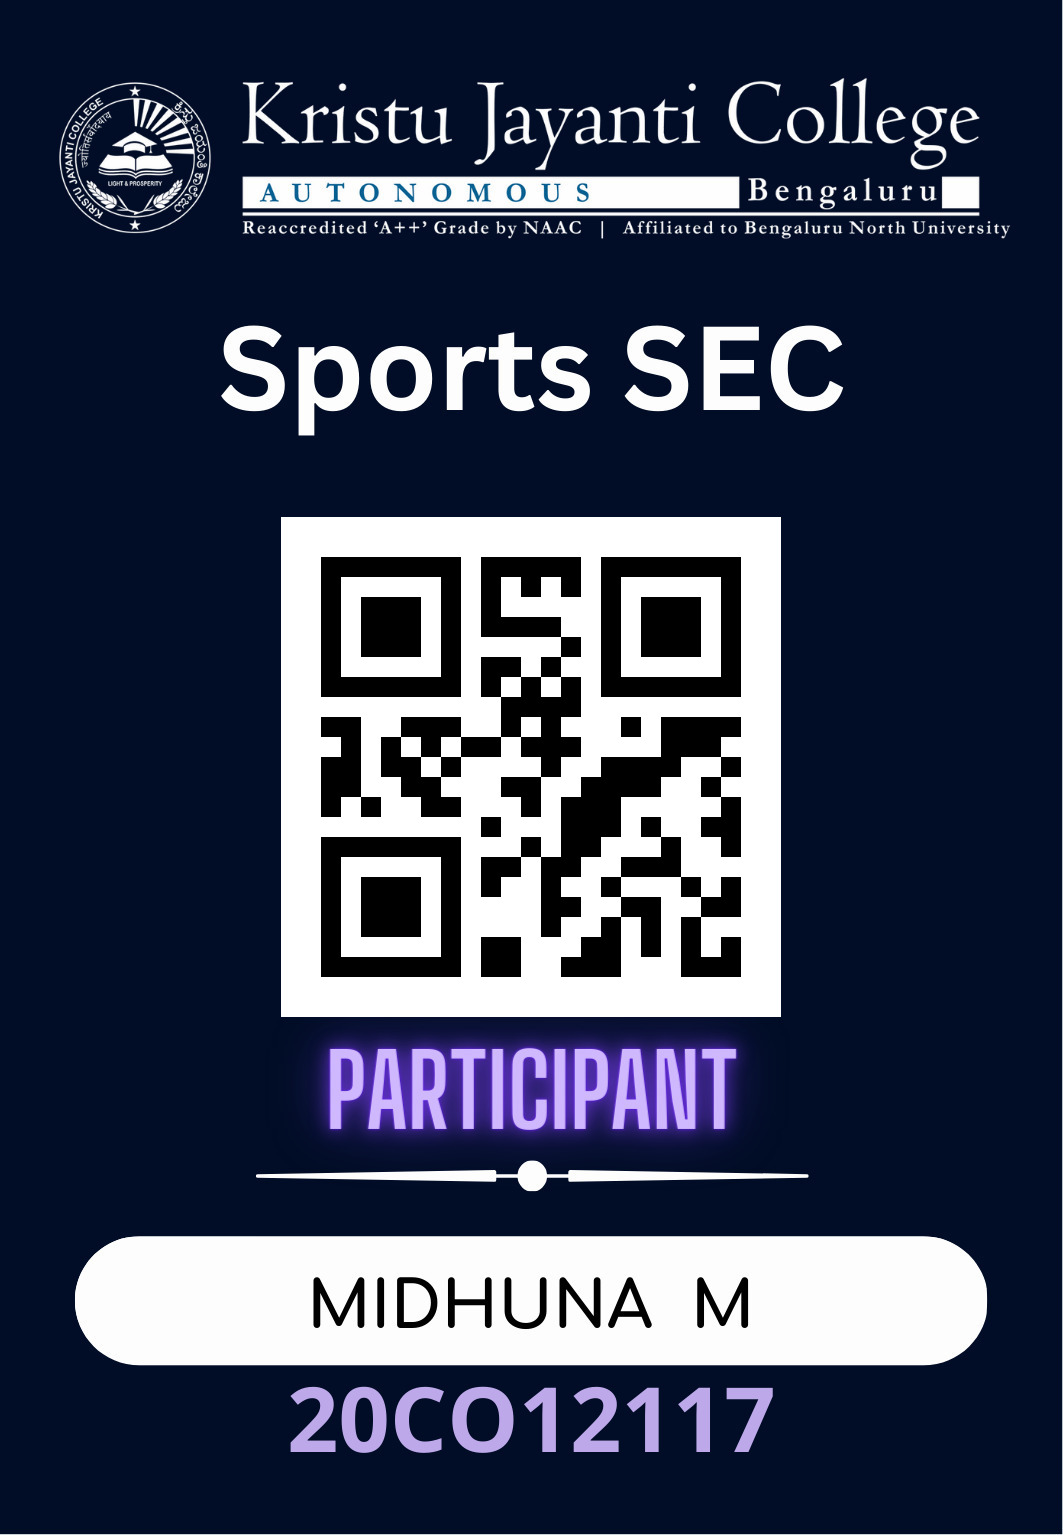 Kristu Jayanti College
AUTONOMOUS Bengaluru
Reaccredited ‘A++’ Grade by NAAC | Affiliated to Bengaluru North University
KRISTU JAYANTI COLLEGE
LIGHT & PROSPERITY
Sports SEC
PARTICIPANT
MIDHUNA M
20CO12117